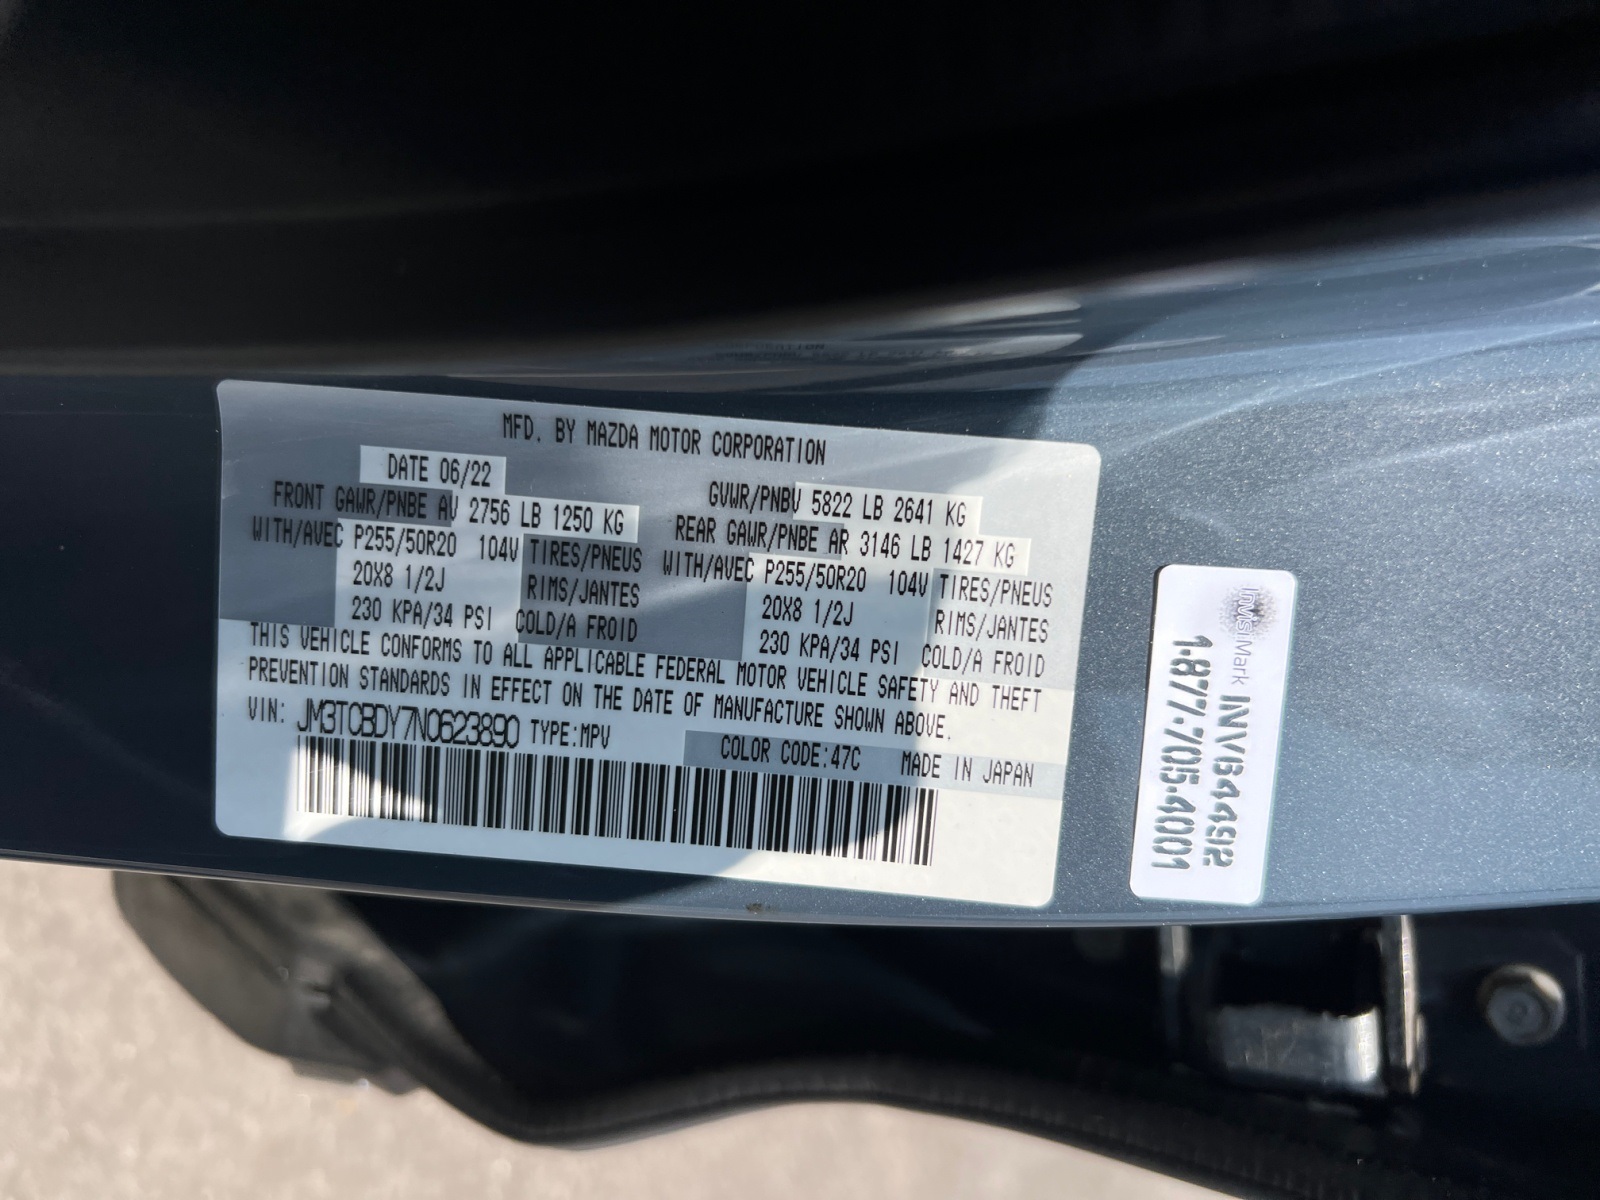 MFD. BY MAZDA MOTOR CORPORATION
DATE 06/22
FRONT GAWR/PNBE AV 2756 LB 1250 KG
WITH/AVEC P255/50R20 104V TIRES/PNEUS
20X8 1/2J RIMS/JANTES
230 KPA/34 PSI COLD/A FROID
GVWR/PNBV 5822 LB 2641 KG
REAR GAWR/PNBE AR 3146 LB 1427 KG
WITH/AVEC P255/50R20 104V TIRES/PNEUS
20X8 1/2J RIMS/JANTES
230 KPA/34 PSI COLD/A FROID
THIS VEHICLE CONFORMS TO ALL APPLICABLE FEDERAL MOTOR VEHICLE SAFETY AND THEFT
PREVENTION STANDARDS IN EFFECT ON THE DATE OF MANUFACTURE SHOWN ABOVE.
VIN: JM3TCBDY7N0623890 TYPE:MPV
COLOR CODE:47C MADE IN JAPAN
InvisiMark INV644492
1-877-705-4001